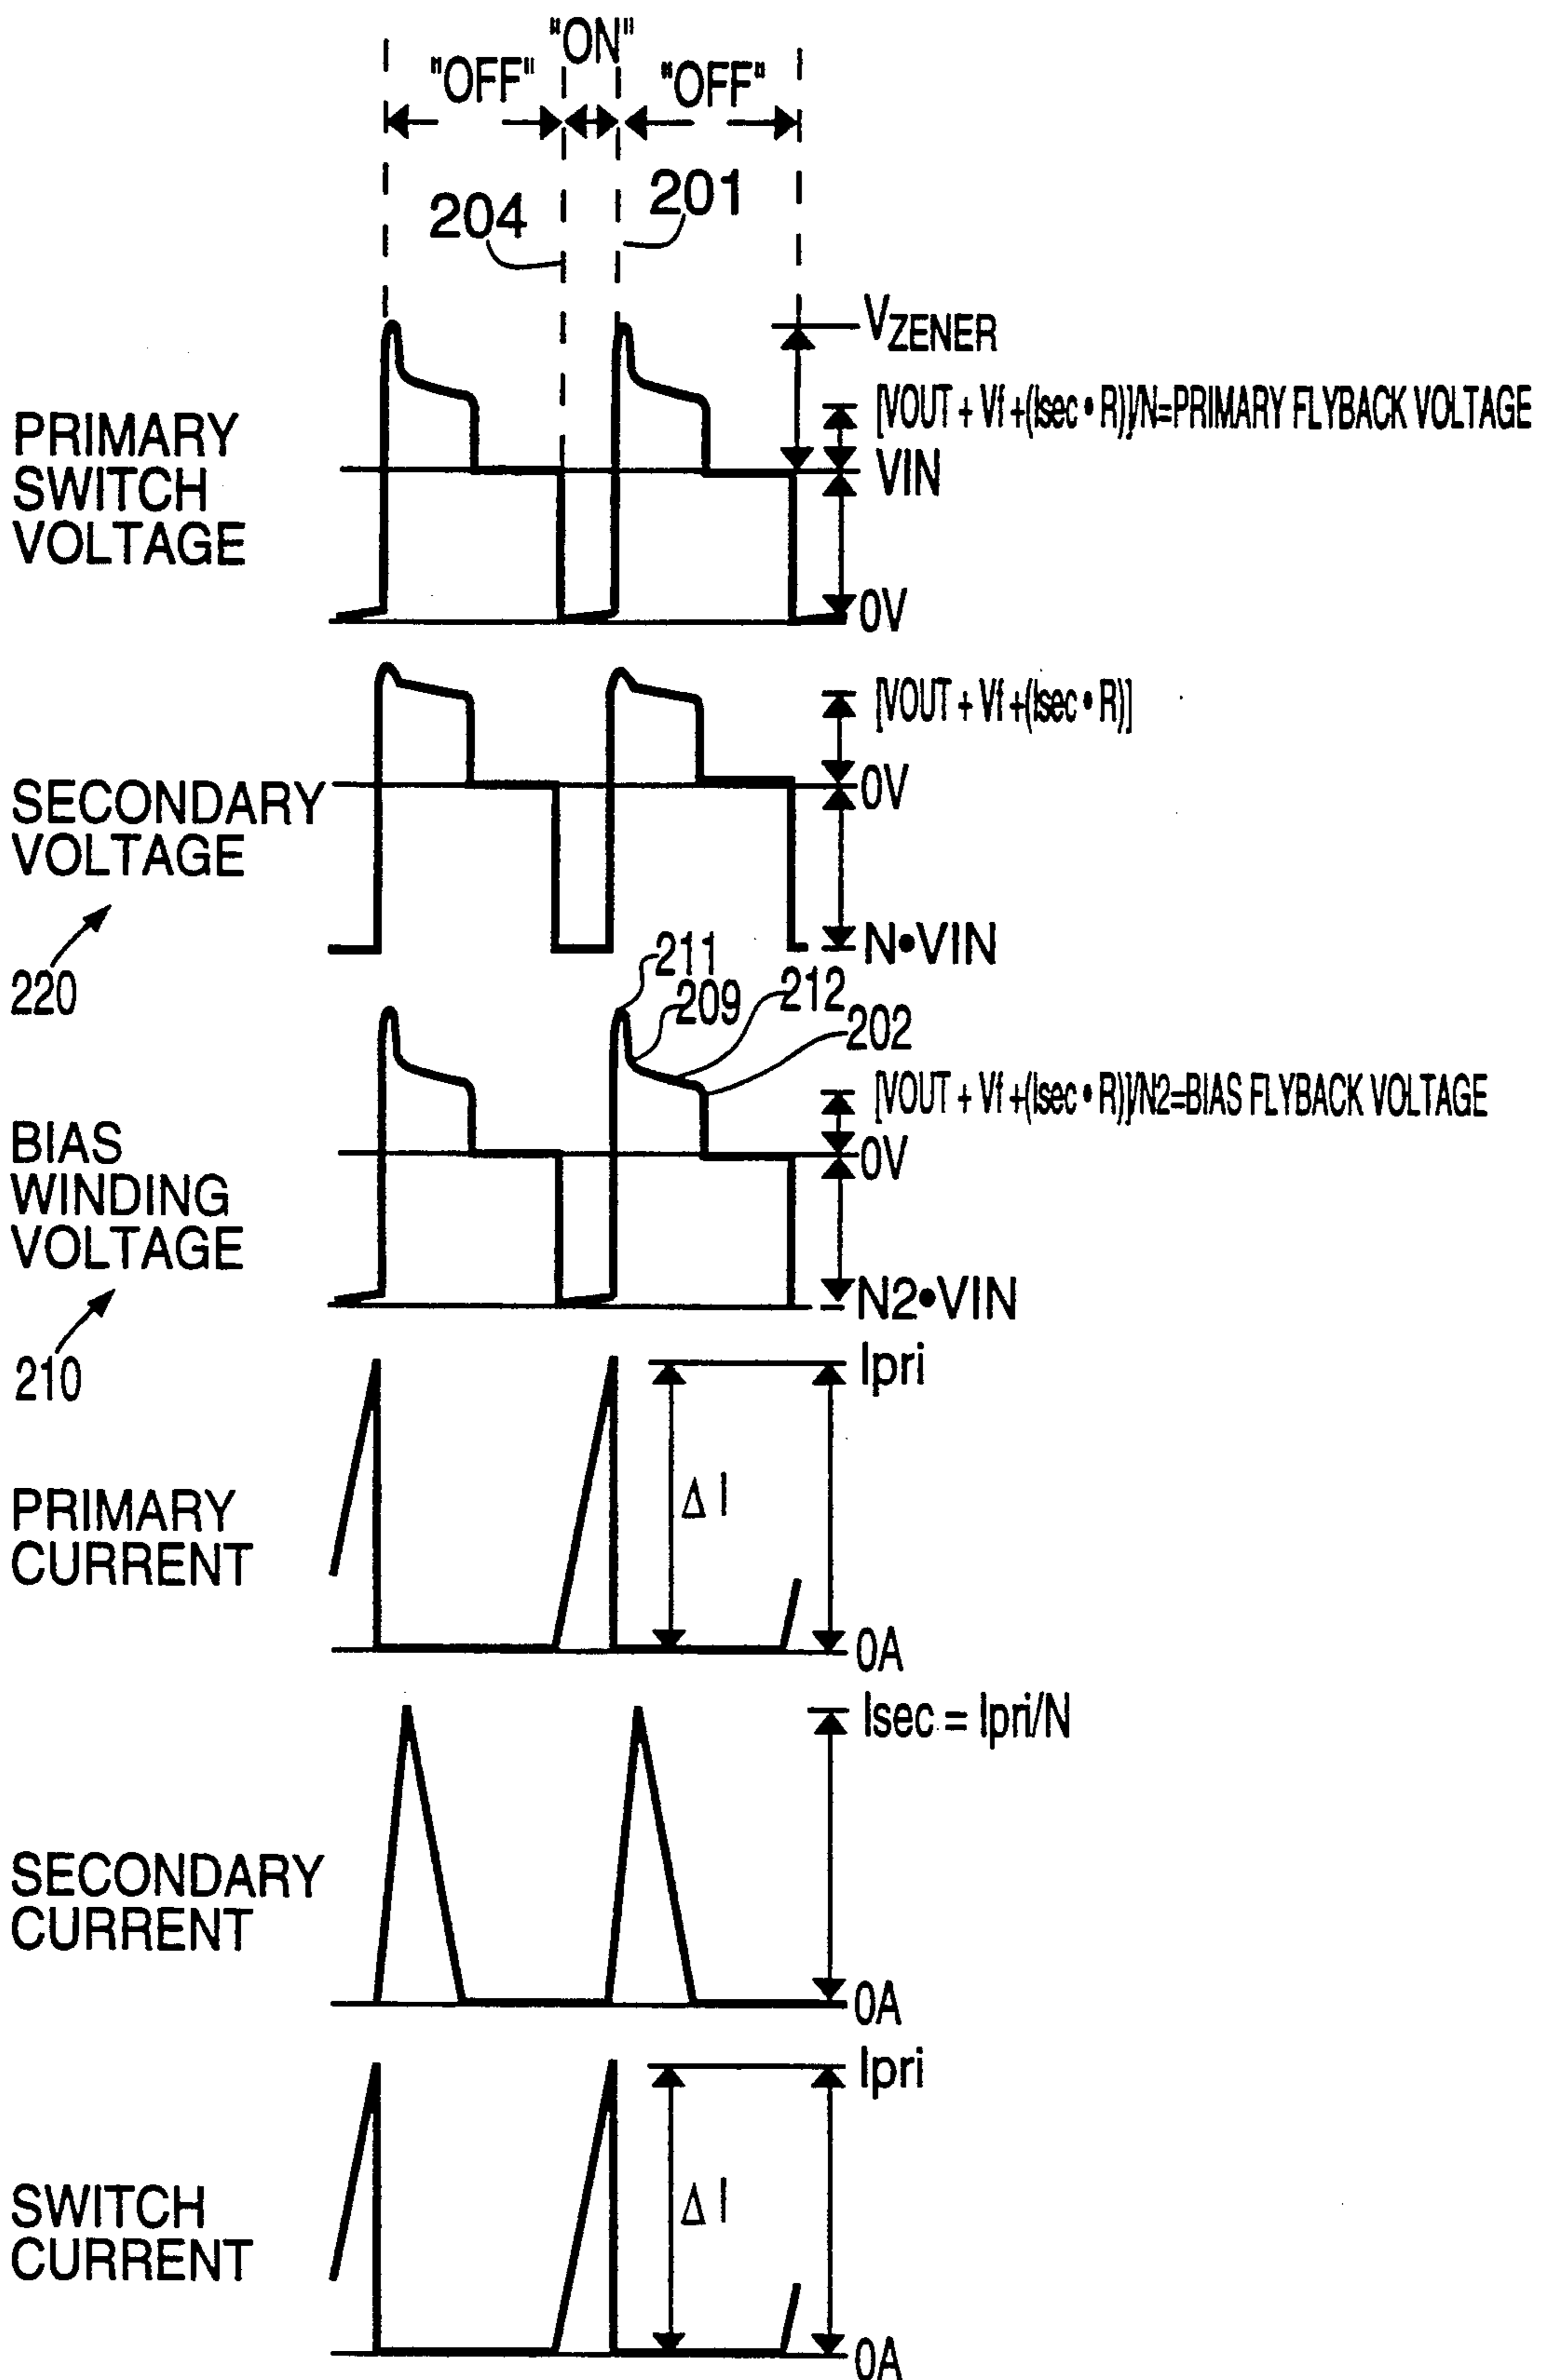 "ON"
"OFF" "OFF"
204 201
VZENER
[VOUT + Vf +(Isec • R)]/N=PRIMARY FLYBACK VOLTAGE
PRIMARY
SWITCH
VOLTAGE
VIN
0V
[VOUT + Vf +(Isec • R)]
SECONDARY
VOLTAGE
0V
N•VIN
220
211
209
212
202
[VOUT + Vf +(Isec • R)]/N2=BIAS FLYBACK VOLTAGE
BIAS
WINDING
VOLTAGE
0V
N2•VIN
210
Ipri
Δ I
PRIMARY
CURRENT
0A
Isec = Ipri/N
SECONDARY
CURRENT
0A
Ipri
Δ I
SWITCH
CURRENT
0A